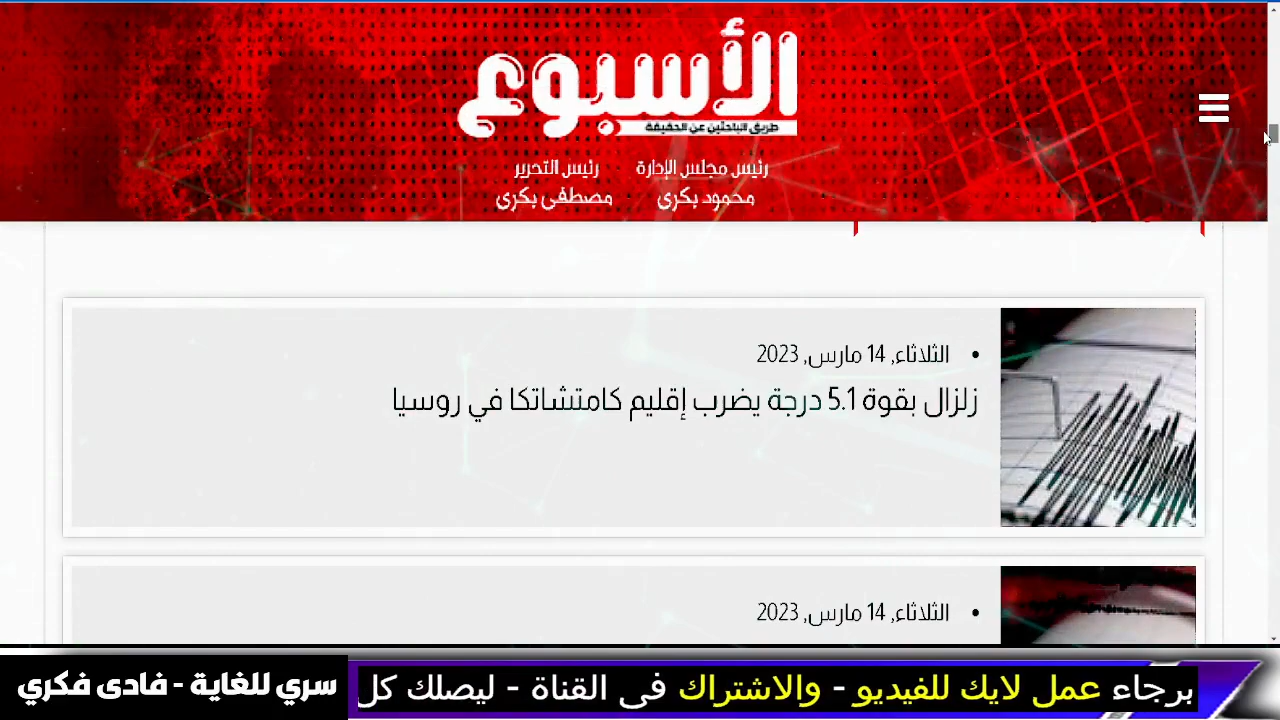 الأسبوع
طريق الباحثين عن الحقيقة
رئيس مجلس الإدارة
محمود بكرى
رئيس التحرير
مصطفى بكرى
الثلاثاء, 14 مارس, 2023
زلزال بقوة 5.1 درجة يضرب إقليم كامتشاتكا في روسيا
الثلاثاء, 14 مارس, 2023
برجاء عمل لايك للفيديو - والاشتراك فى القناة - ليصلك كل
سري للغاية - فادى فكري